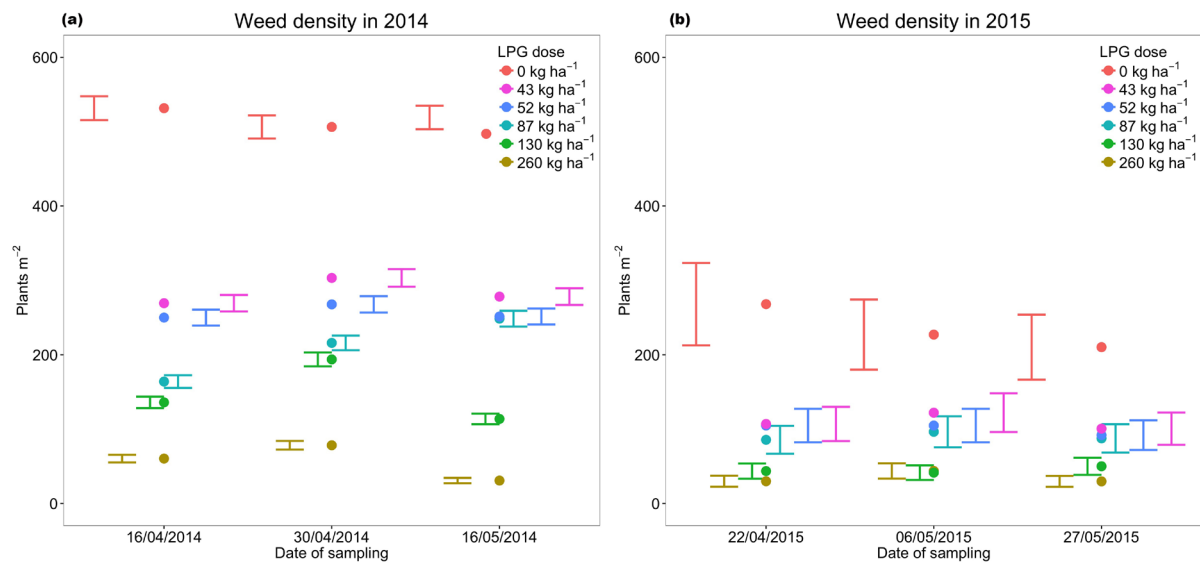 (a)
Weed density in 2014
LPG dose
0 kg ha⁻¹
43 kg ha⁻¹
52 kg ha⁻¹
87 kg ha⁻¹
130 kg ha⁻¹
260 kg ha⁻¹
600
400
200
0
Plants m⁻²
16/04/2014
30/04/2014
16/05/2014
Date of sampling
(b)
Weed density in 2015
LPG dose
0 kg ha⁻¹
43 kg ha⁻¹
52 kg ha⁻¹
87 kg ha⁻¹
130 kg ha⁻¹
260 kg ha⁻¹
600
400
200
0
Plants m⁻²
22/04/2015
06/05/2015
27/05/2015
Date of sampling